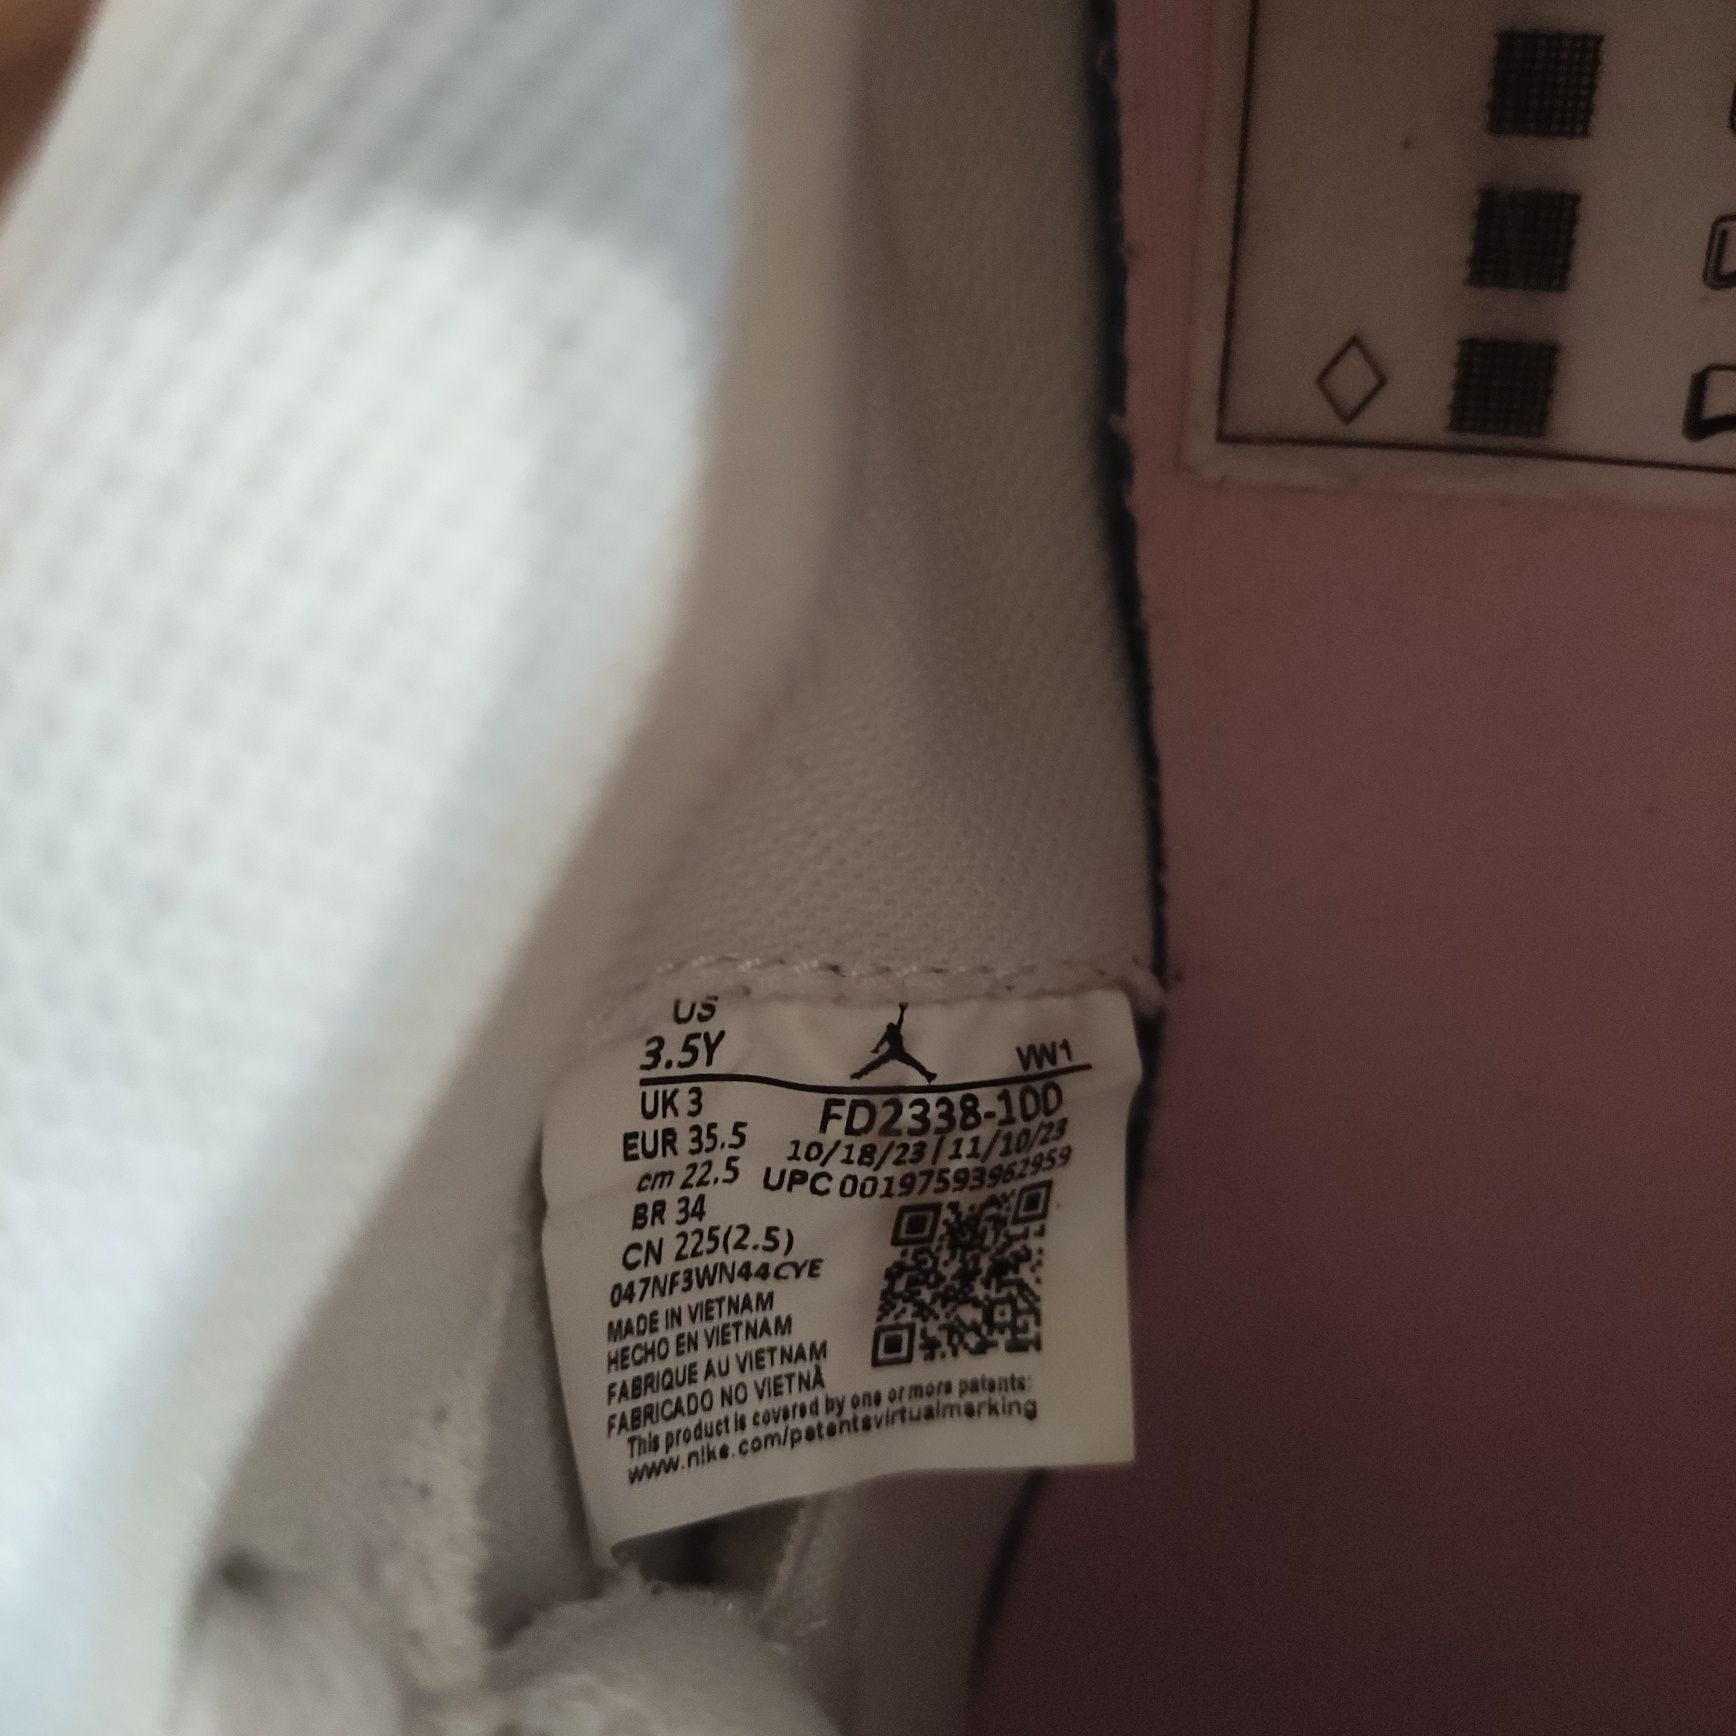 US
3.5Y
VW1
UK 3
FD2338-100
EUR 35.5
10/18/23 / 11/10/23
cm 22.5
UPC 00197593962959
BR 34
CN 225(2.5)
047NF3WN44CYE
MADE IN VIETNAM
HECHO EN VIETNAM
FABRIQUE AU VIETNAM
FABRICADO NO VIETNÃ
This product is covered by one or more patents:
www.nike.com/patentsvirtualmarking